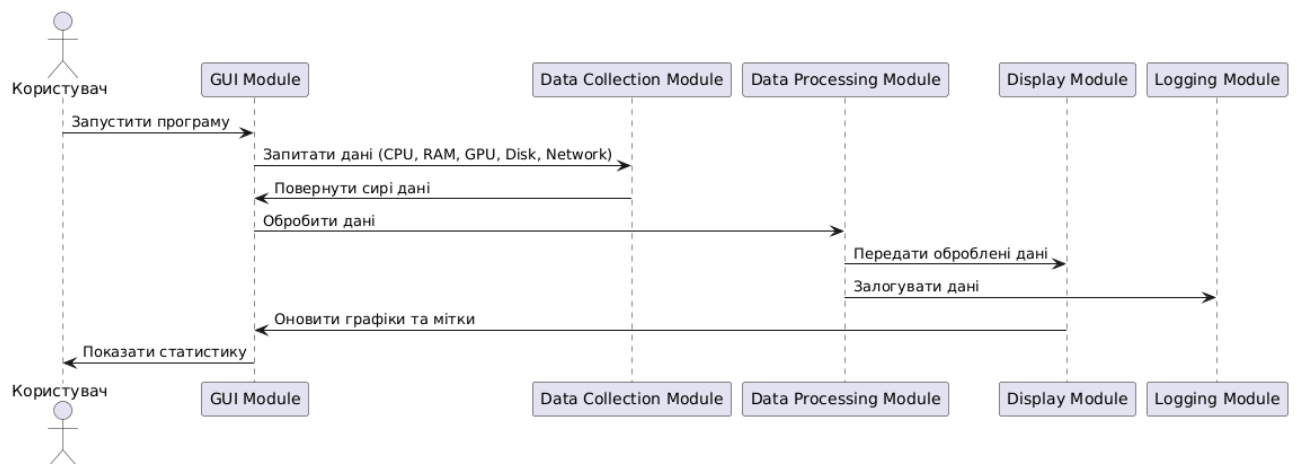 Користувач
GUI Module
Data Collection Module
Data Processing Module
Display Module
Logging Module
Запустити програму
Запитати дані (CPU, RAM, GPU, Disk, Network)
Повернути сирі дані
Обробити дані
Передати оброблені дані
Залогувати дані
Оновити графіки та мітки
Показати статистику
Користувач
GUI Module
Data Collection Module
Data Processing Module
Display Module
Logging Module